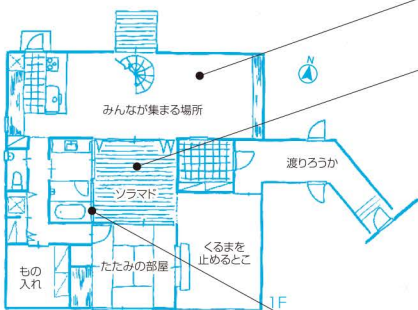 N
みんなが集まる場所
渡りろうか
ソラマド
くるまを
止めるとこ
たたみの部屋
もの
入れ
1F